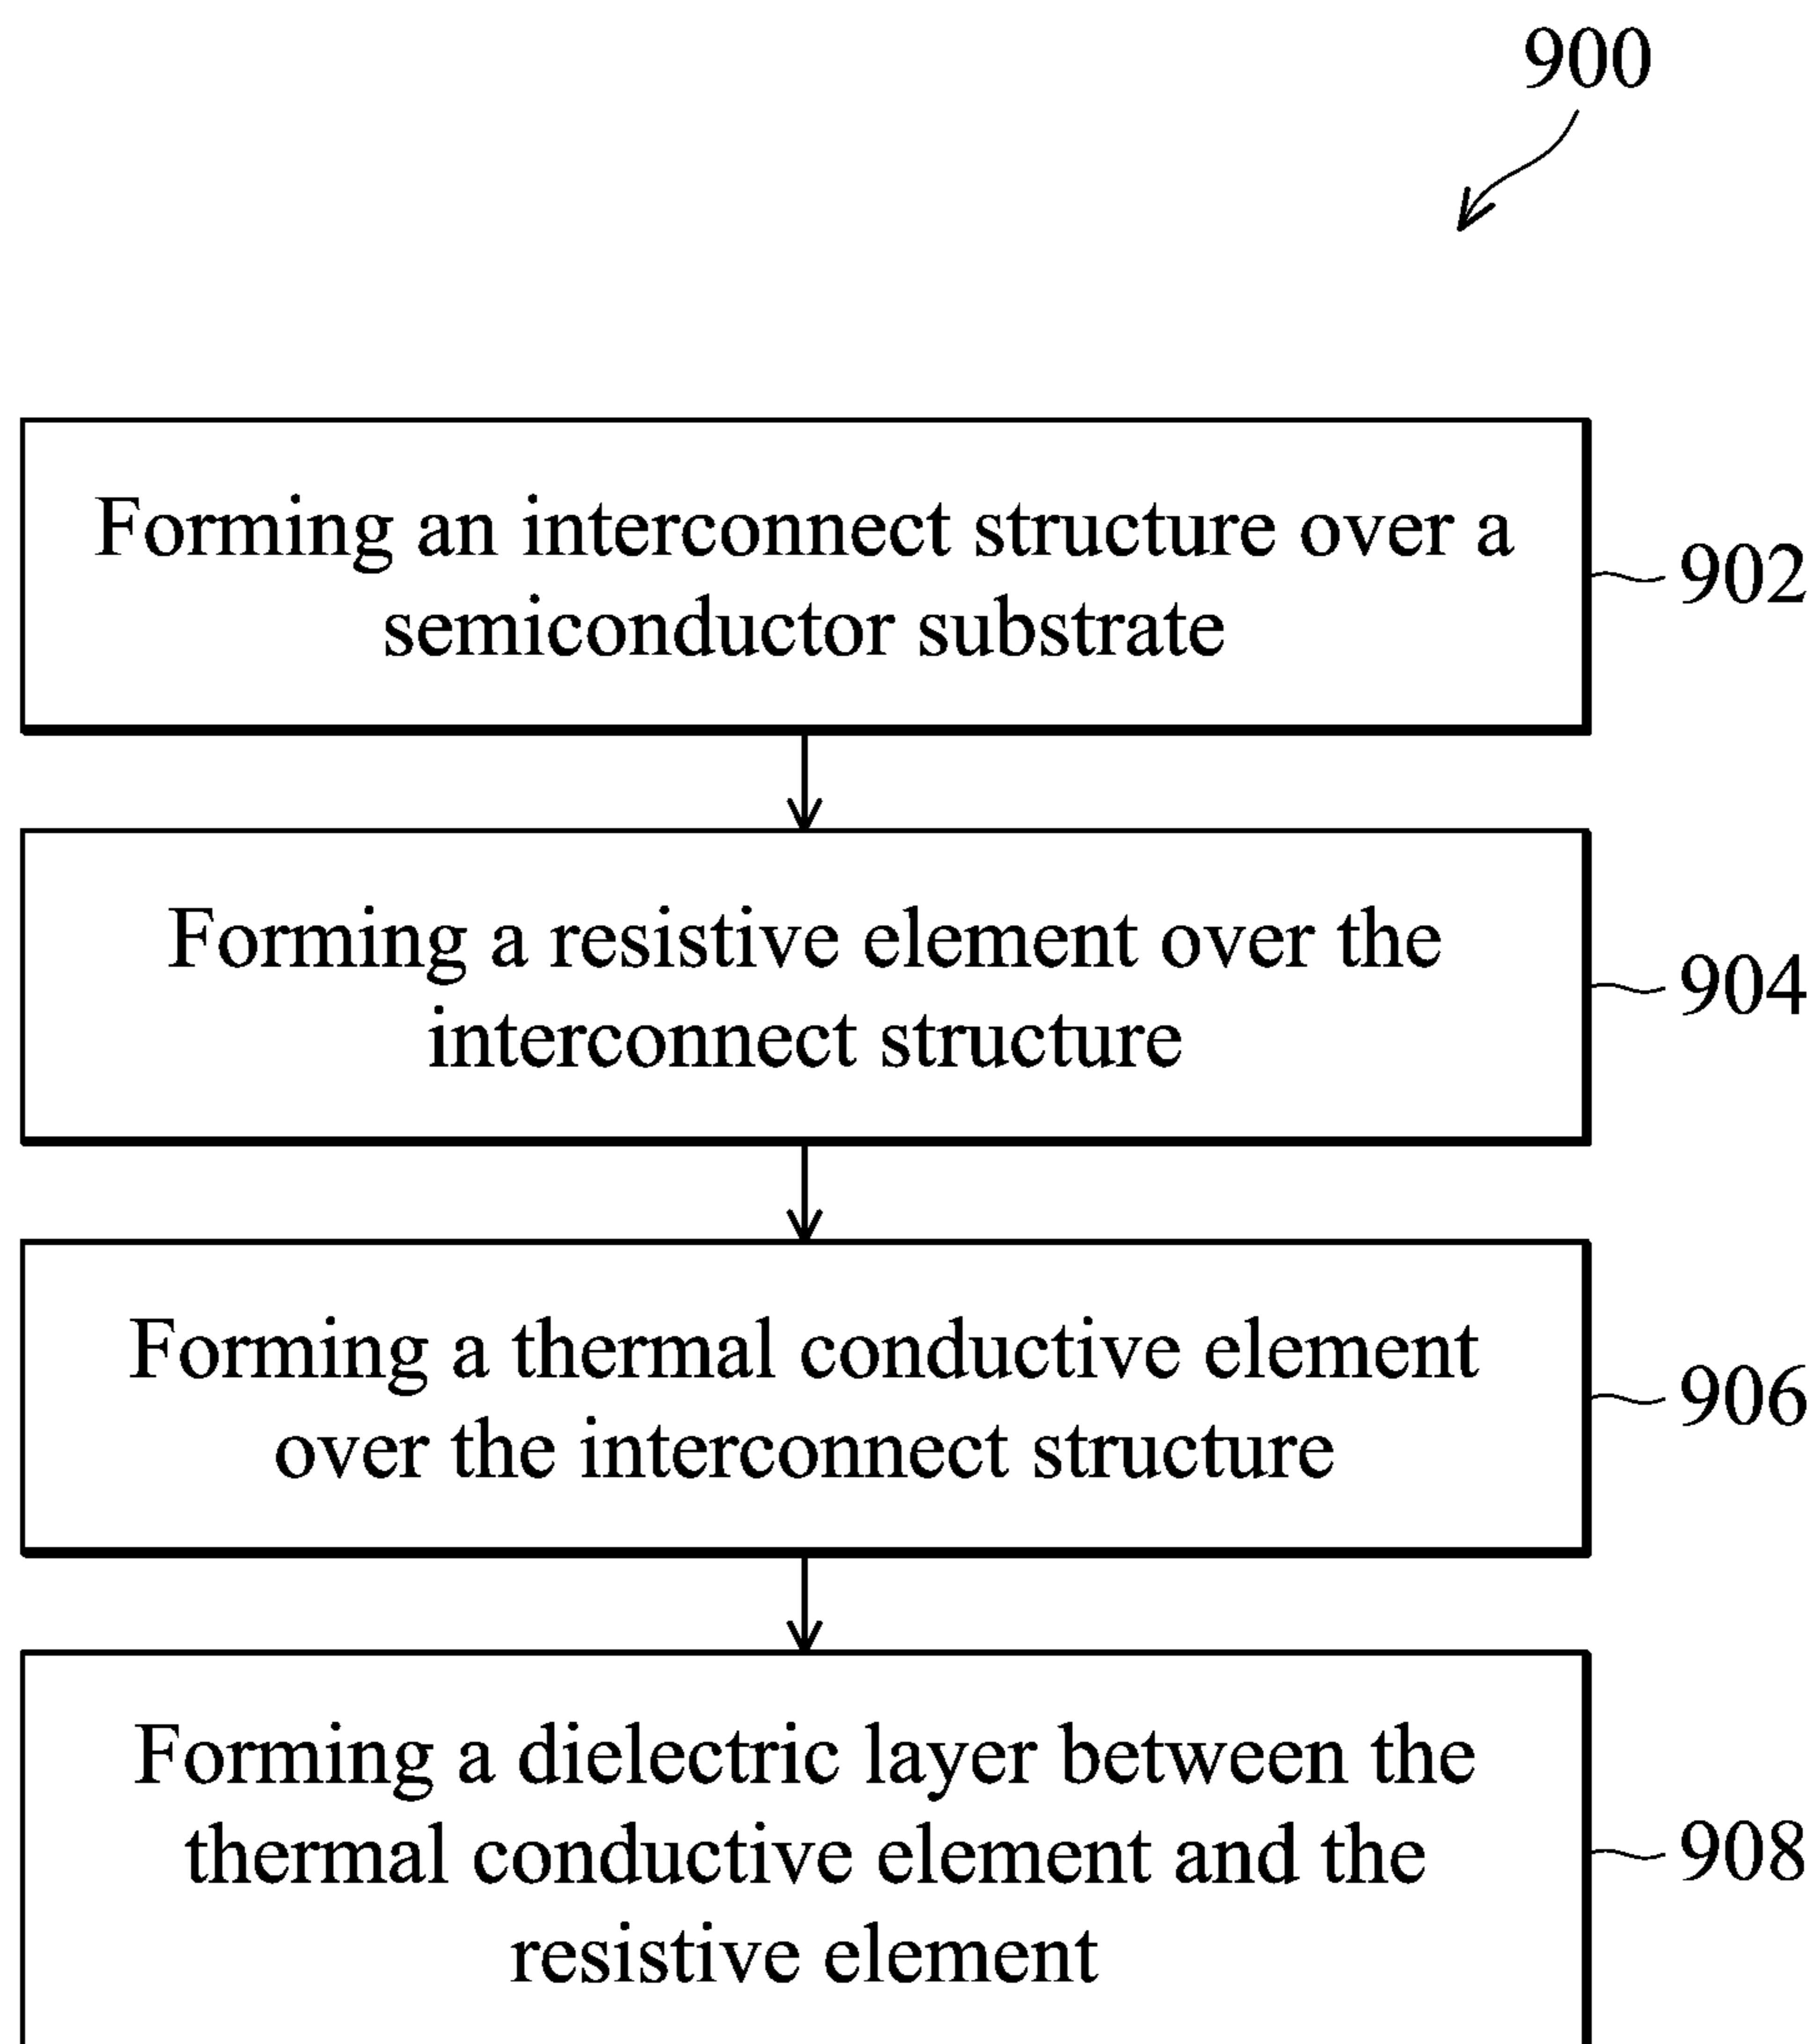 900
Forming an interconnect structure over a
semiconductor substrate
902
Forming a resistive element over the
interconnect structure
904
Forming a thermal conductive element
over the interconnect structure
906
Forming a dielectric layer between the
thermal conductive element and the
resistive element
908